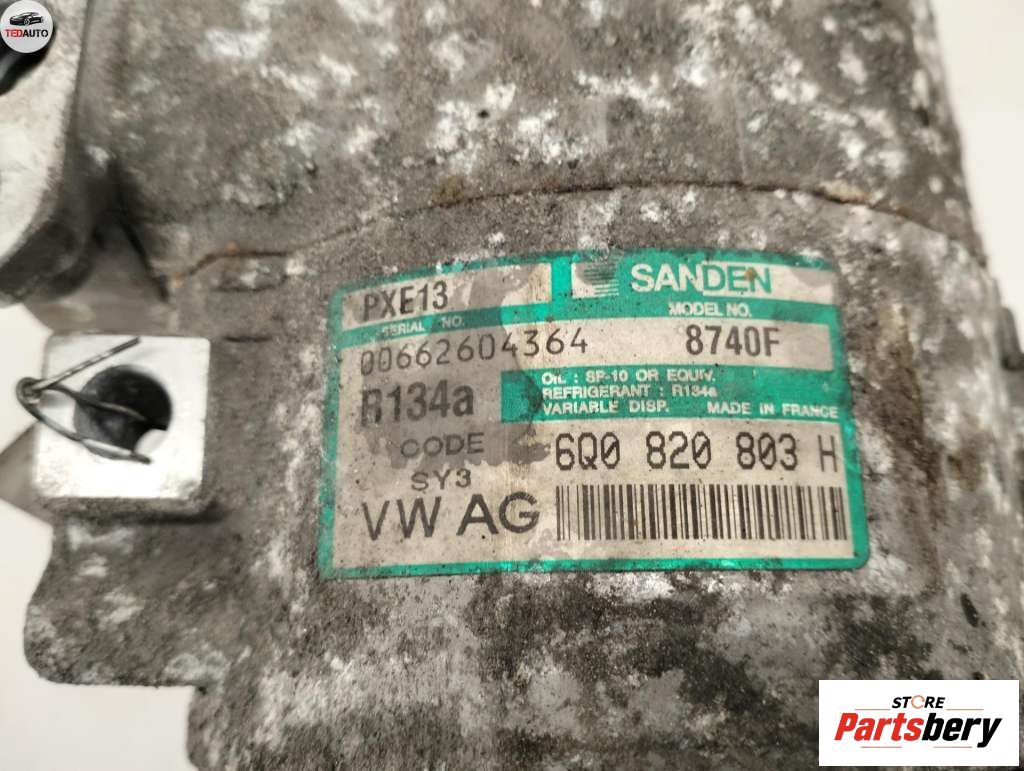 TEDAUTO
PXE13
SANDEN
SERIAL NO.
MODEL NO.
00662604364
8740F
R134a
OIL : SP-10 OR EQUIV.
REFRIGERANT : R134a
VARIABLE DISP. MADE IN FRANCE
CODE
SY3
6Q0 820 803 H
VW AG
STORE
Partsbery